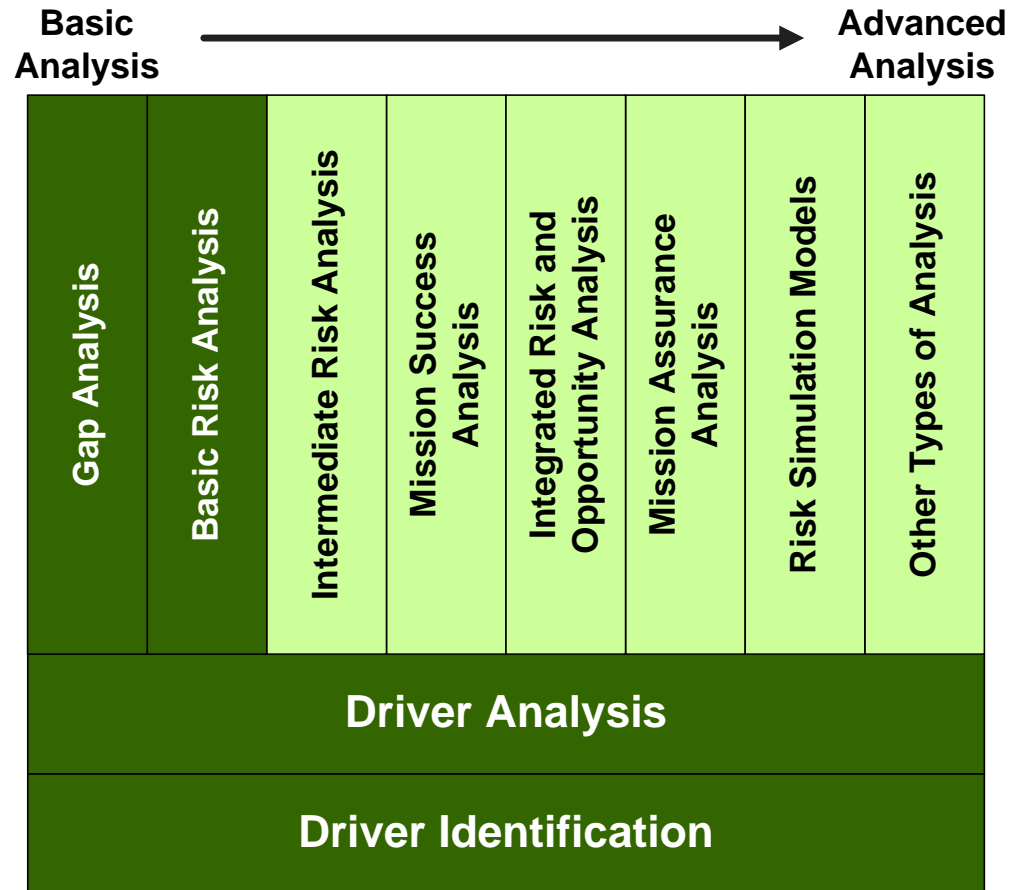 Basic
Analysis
Advanced
Analysis
Gap Analysis
Basic Risk Analysis
Intermediate Risk Analysis
Mission Success
Analysis
Integrated Risk and
Opportunity Analysis
Mission Assurance
Analysis
Risk Simulation Models
Other Types of Analysis
Driver Analysis
Driver Identification